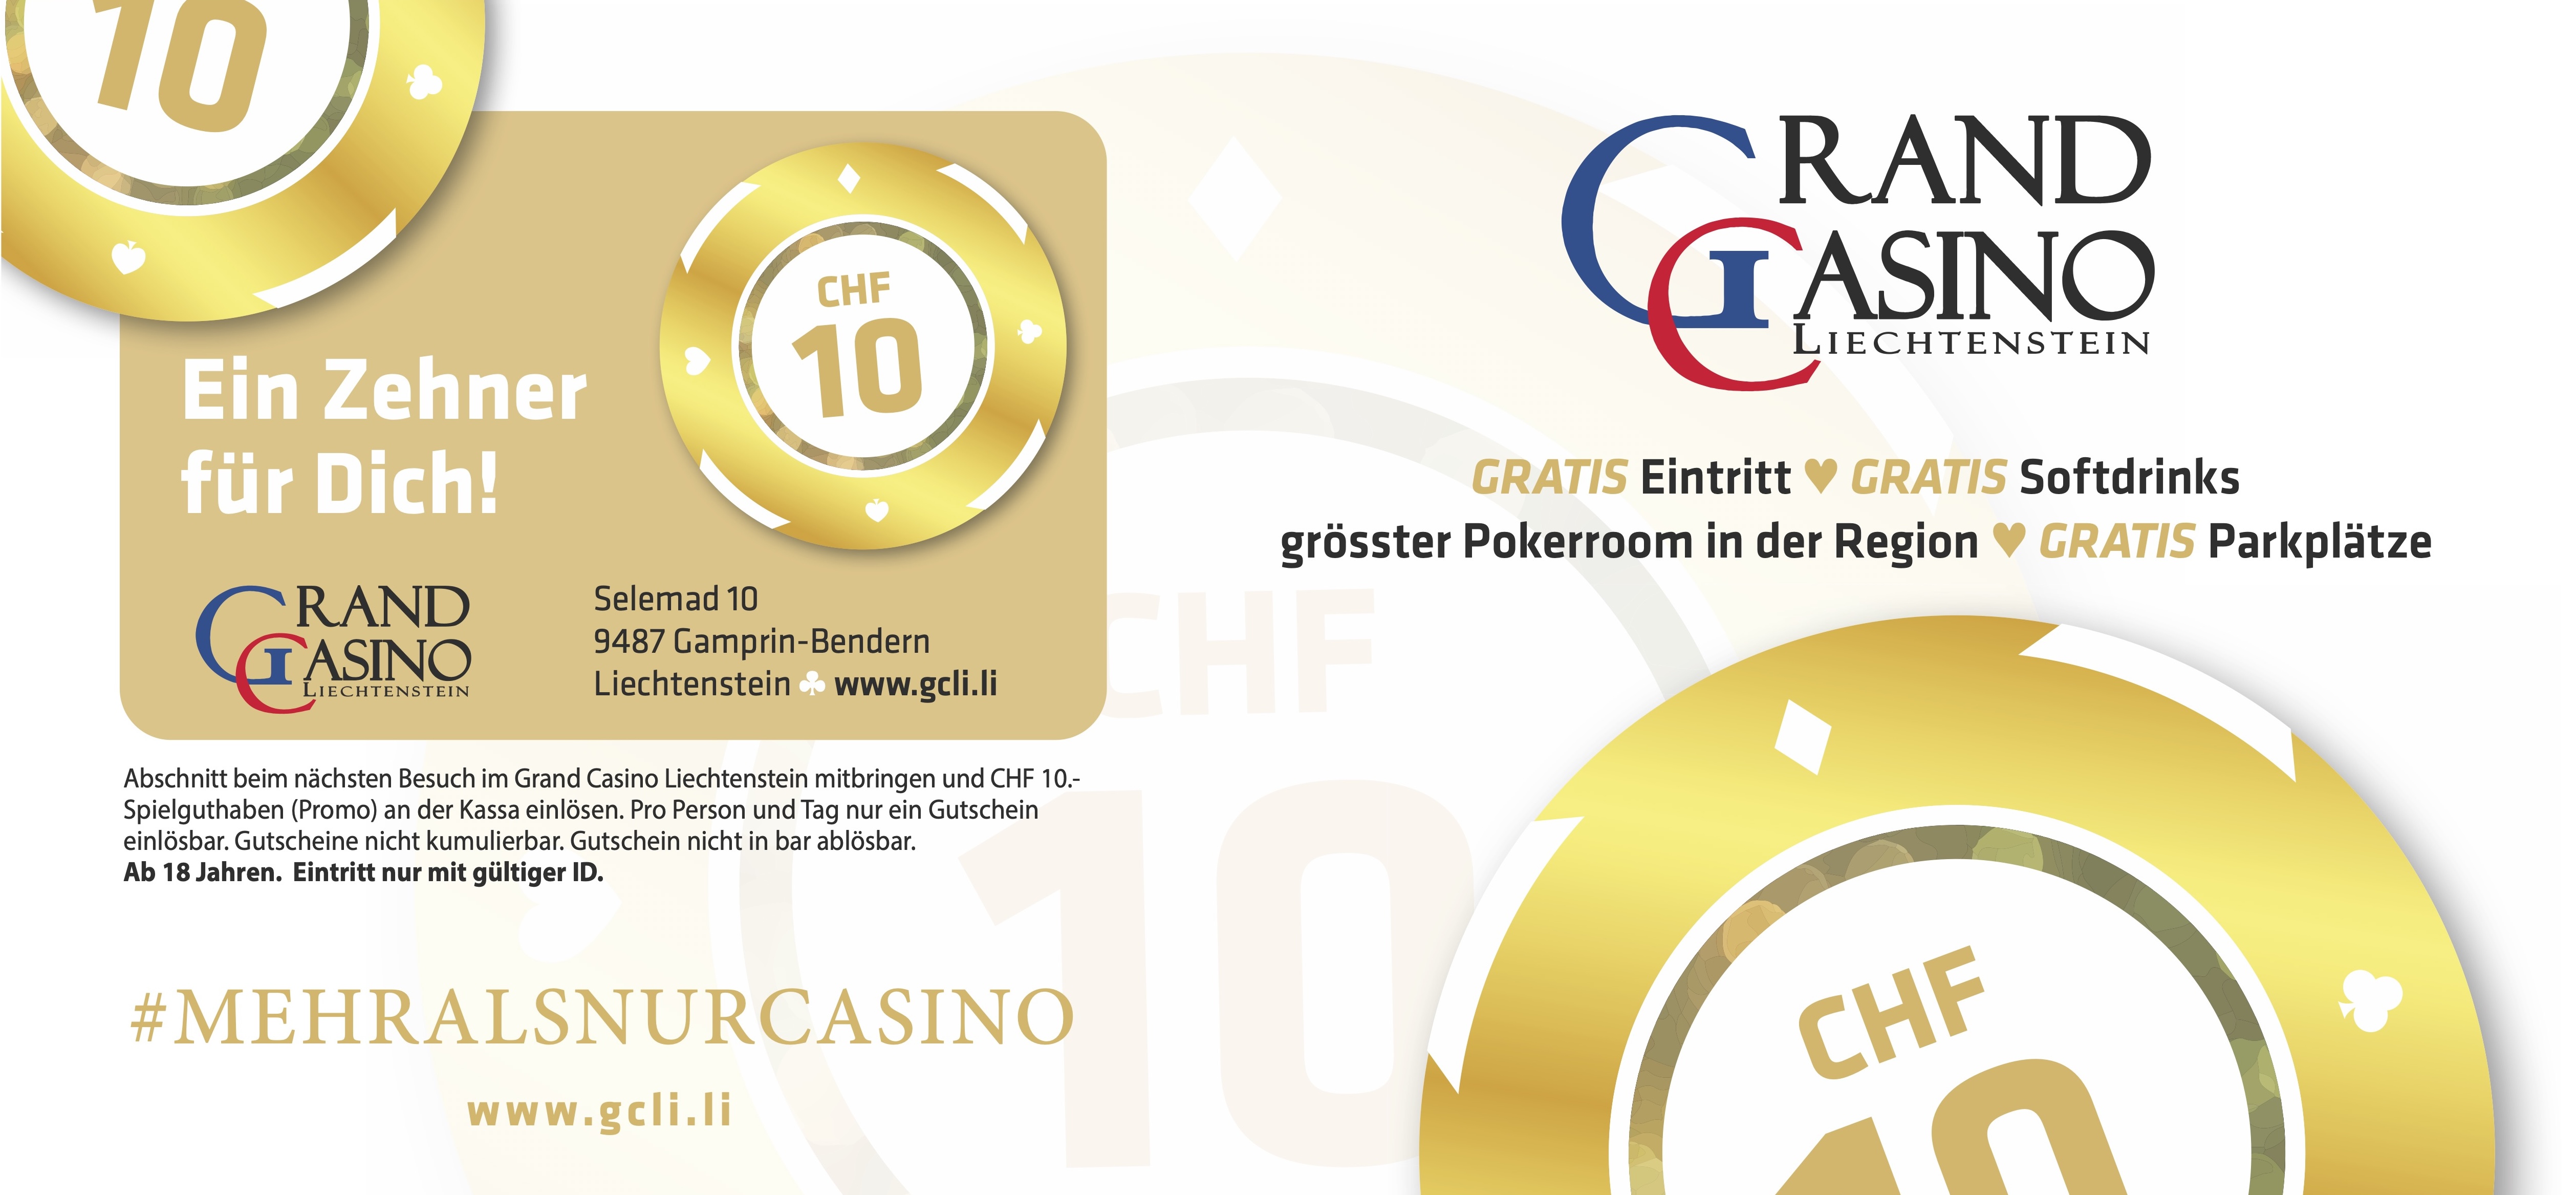 10
CHF
10
Ein Zehner
für Dich!
GRAND
CASINO
LIECHTENSTEIN
Selemad 10
9487 Gamprin-Bendern
Liechtenstein ♣ www.gcli.li
Abschnitt beim nächsten Besuch im Grand Casino Liechtenstein mitbringen und CHF 10.-
Spielguthaben (Promo) an der Kassa einlösen. Pro Person und Tag nur ein Gutschein
einlösbar. Gutscheine nicht kumulierbar. Gutschein nicht in bar ablösbar.
Ab 18 Jahren. Eintritt nur mit gültiger ID.
#MEHRALSNURCASINO
www.gcli.li
GRAND
CASINO
LIECHTENSTEIN
GRATIS Eintritt ♥ GRATIS Softdrinks
grösster Pokerroom in der Region ♥ GRATIS Parkplätze
CHF
10
CHF
10